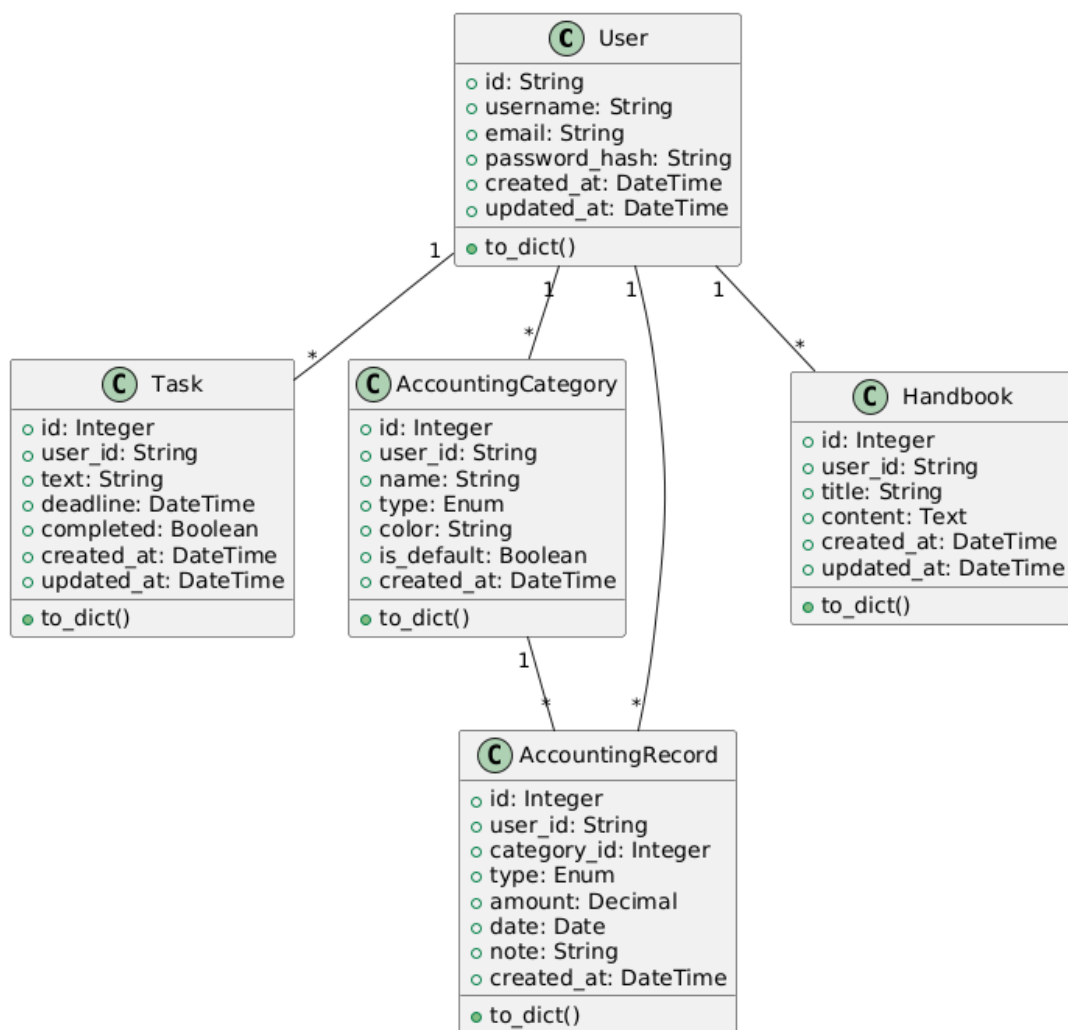 C User
id: String
username: String
email: String
password_hash: String
created_at: DateTime
updated_at: DateTime
to_dict()
1
1
1
1
*
*
*
C Task
id: Integer
user_id: String
text: String
deadline: DateTime
completed: Boolean
created_at: DateTime
updated_at: DateTime
to_dict()
C AccountingCategory
id: Integer
user_id: String
name: String
type: Enum
color: String
is_default: Boolean
created_at: DateTime
to_dict()
C Handbook
id: Integer
user_id: String
title: String
content: Text
created_at: DateTime
updated_at: DateTime
to_dict()
1
*
*
C AccountingRecord
id: Integer
user_id: String
category_id: Integer
type: Enum
amount: Decimal
date: Date
note: String
created_at: DateTime
to_dict()